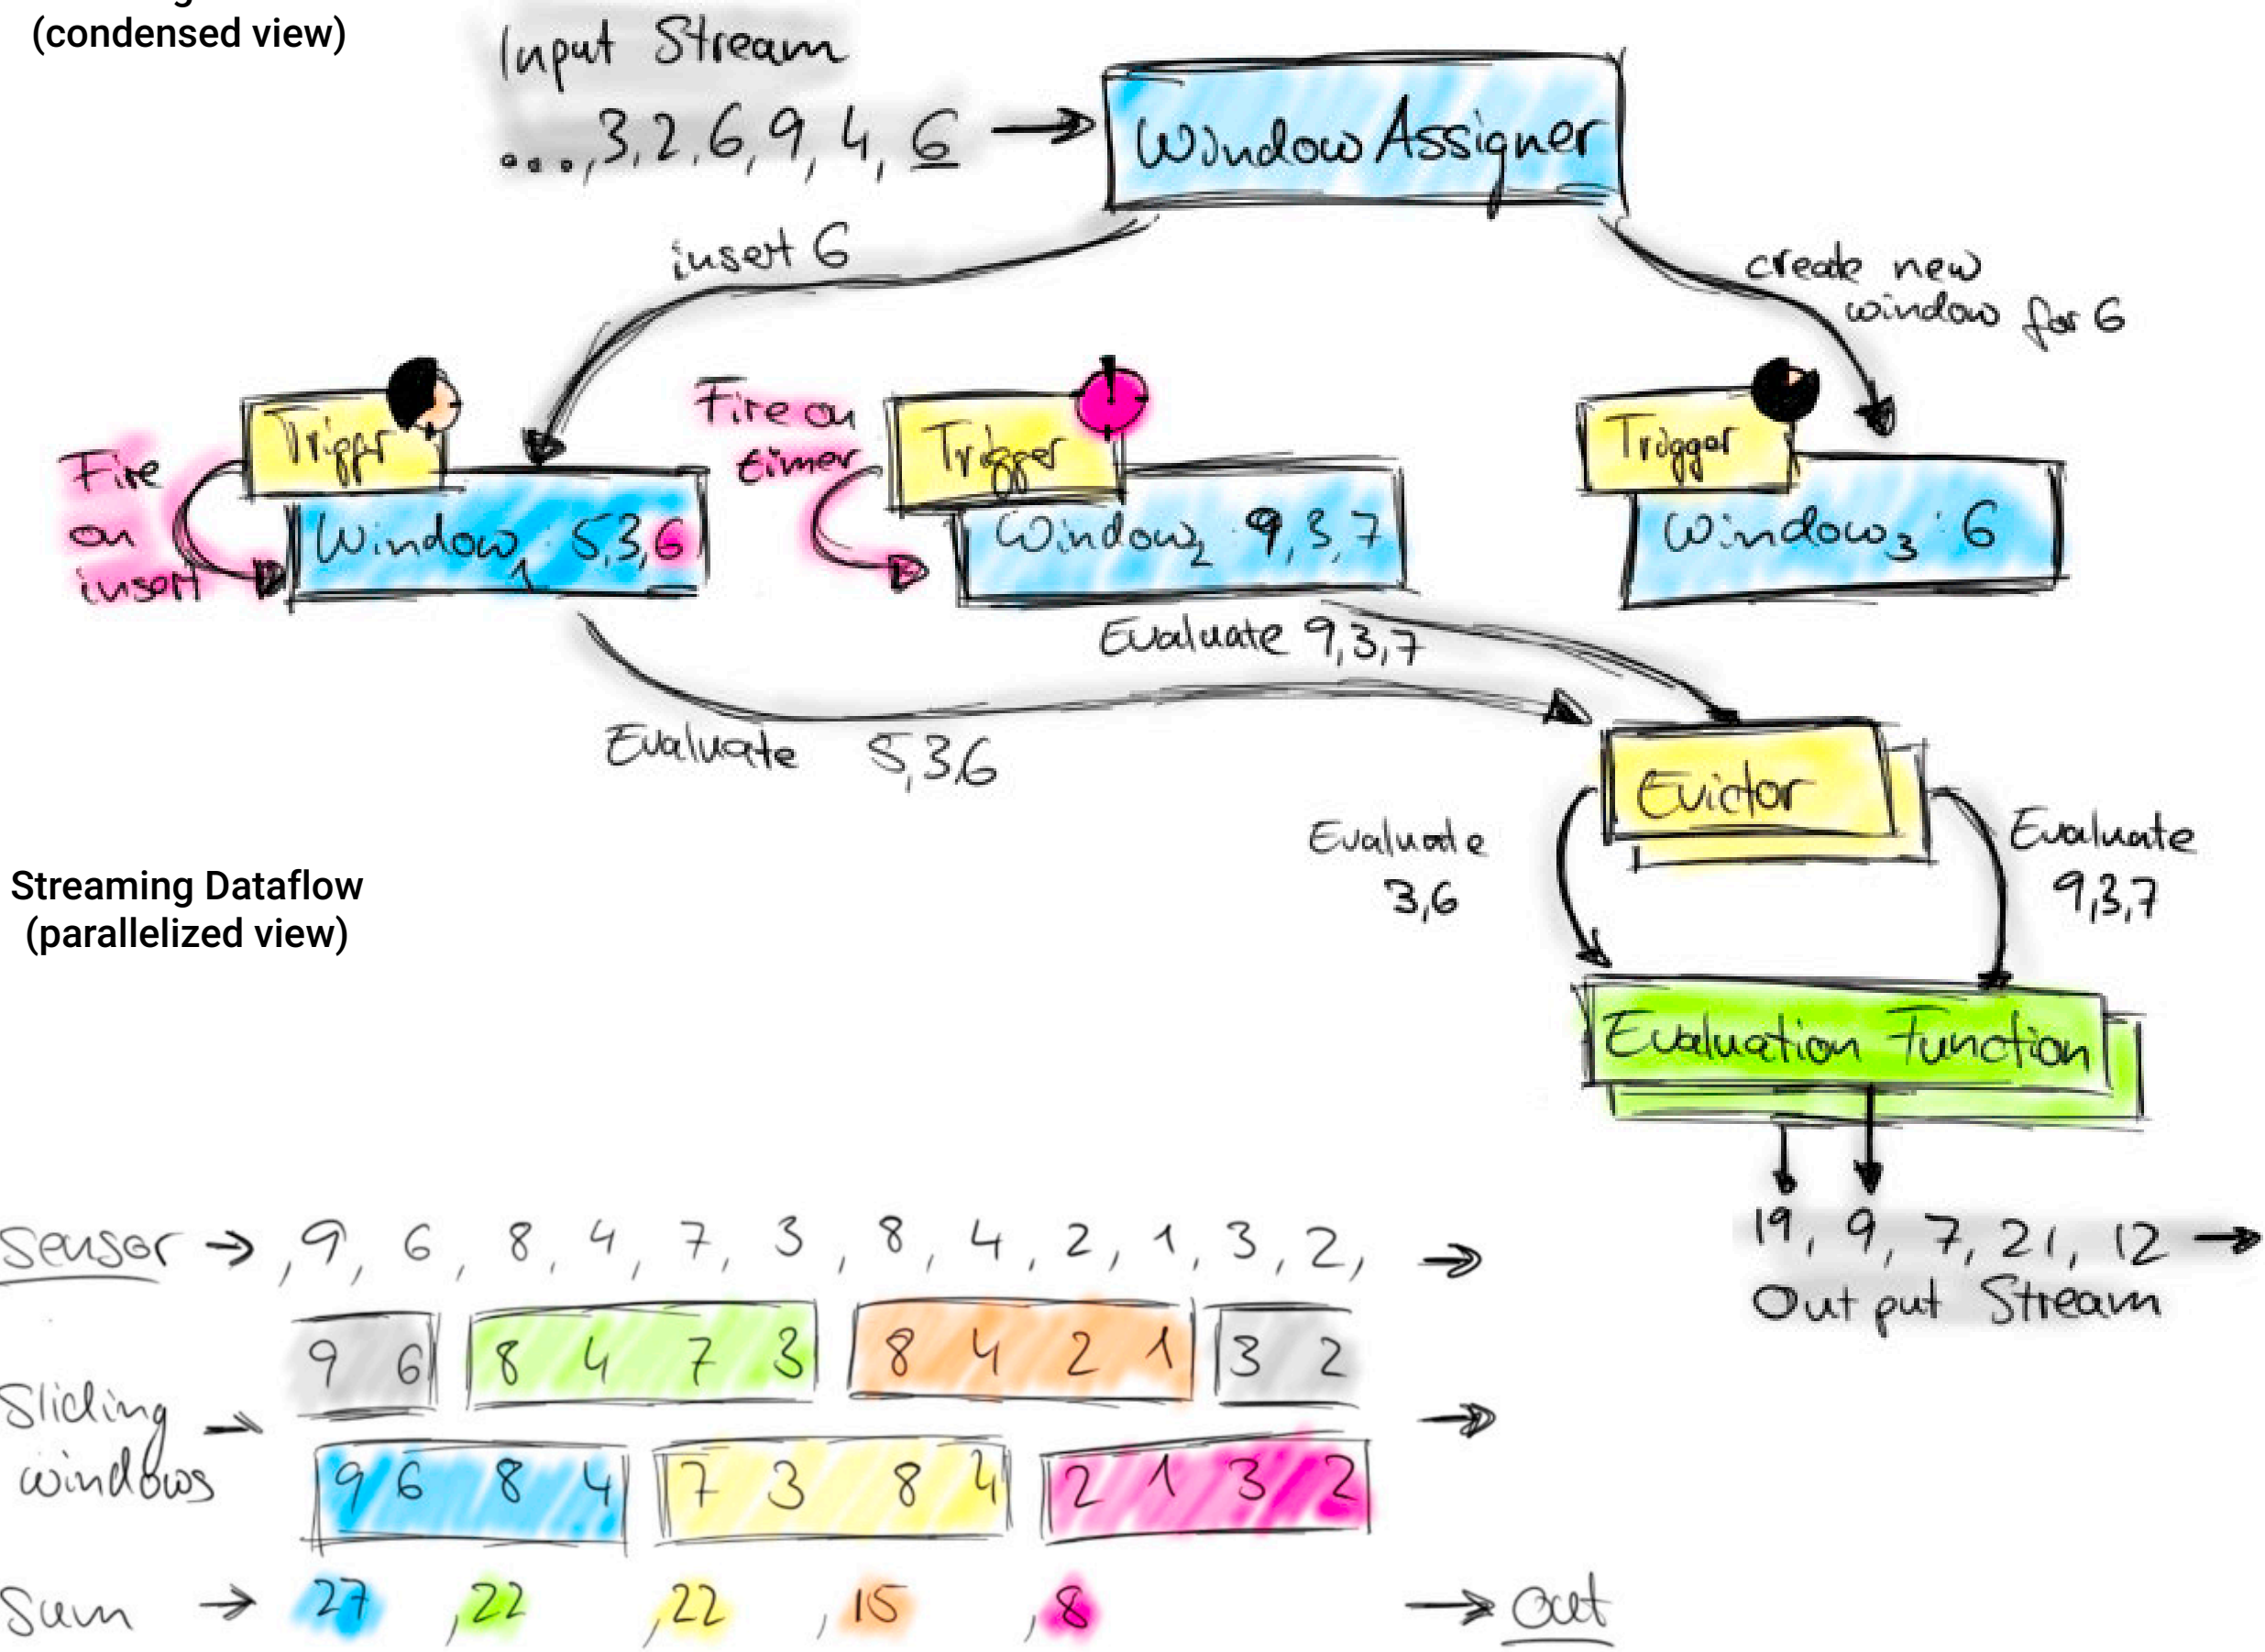 (condensed view)
Input Stream
...,3,2,6,9,4,6
Window Assigner
insert 6
create new
window for 6
Trigger
Fire on
timer
Trigger
Trigger
Fire
on
insert
Window1: 5,3,6
Window2: 9,3,7
Window3: 6
Evaluate 9,3,7
Evaluate 5,3,6
Evictor
Evaluate
3,6
Evaluate
9,3,7
Streaming Dataflow
(parallelized view)
Evaluation Function
19, 9, 7, 21, 12
Output Stream
Sensor → ,9, 6, 8, 4, 7, 3, 8, 4, 2, 1, 3, 2, →
9 6 8 4 7 3 8 4 2 1 3 2
Sliding
windows
9 6 8 4 7 3 8 4 2 1 3 2
Sum → 27 ,22 ,22 ,15 ,8 → out